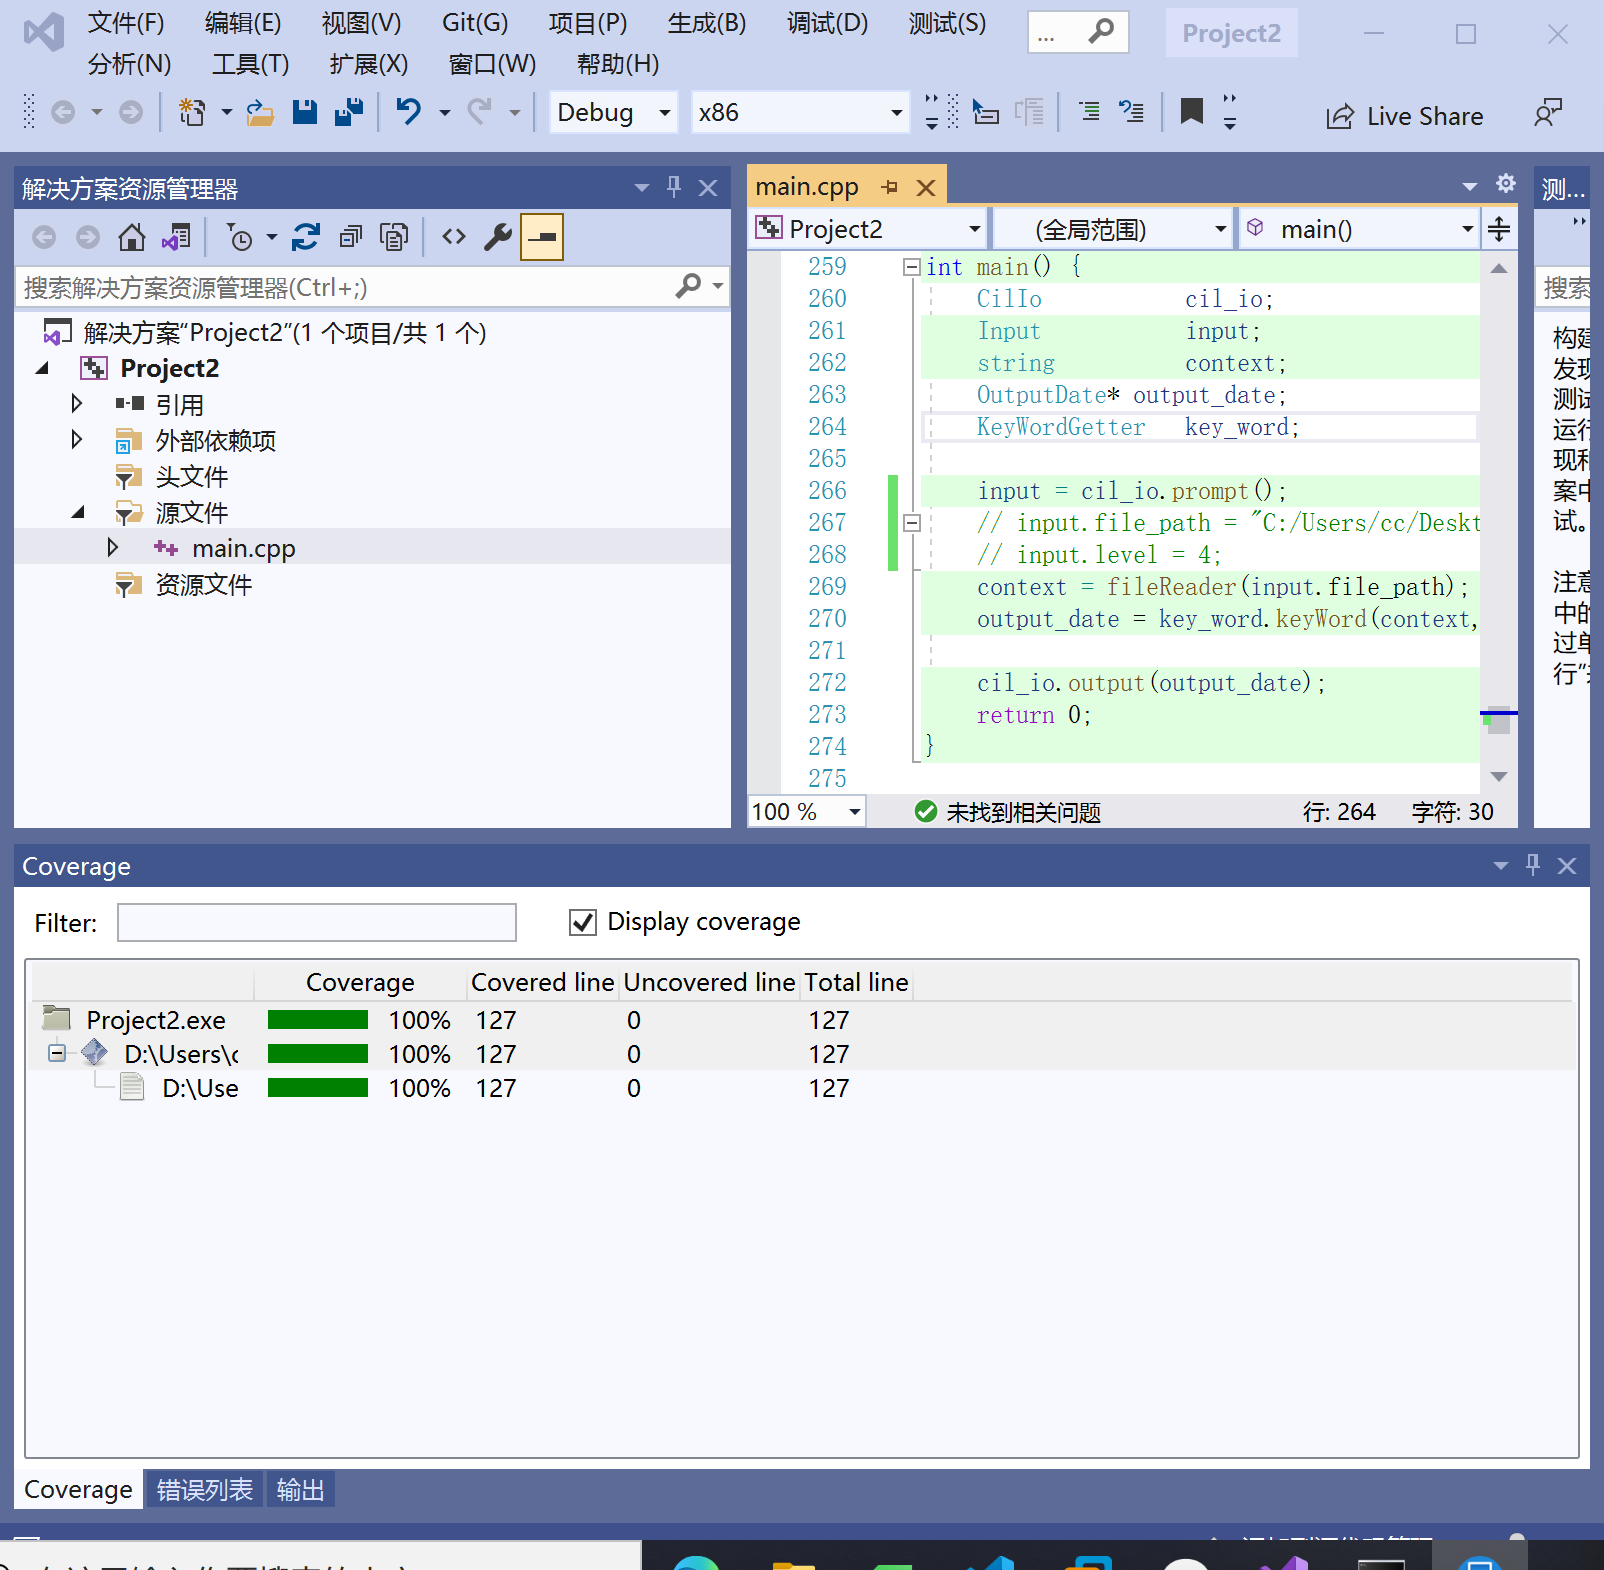 文件(F) 编辑(E) 视图(V) Git(G) 项目(P) 生成(B) 调试(D) 测试(S) ... Project2
分析(N) 工具(T) 扩展(X) 窗口(W) 帮助(H)
Debug x86 Live Share
解决方案资源管理器
搜索解决方案资源管理器(Ctrl+;)
解决方案"Project2"(1 个项目/共 1 个)
Project2
引用
外部依赖项
头文件
源文件
main.cpp
资源文件
main.cpp
Project2 (全局范围) main()
259 int main() {
260 CilIo cil_io;
261 Input input;
262 string context;
263 OutputDate* output_date;
264 KeyWordGetter key_word;
265
266 input = cil_io.prompt();
267 // input.file_path = "C:/Users/cc/Deskt
268 // input.level = 4;
269 context = fileReader(input.file_path);
270 output_date = key_word.keyWord(context,
271
272 cil_io.output(output_date);
273 return 0;
274 }
275
100 % 未找到相关问题 行: 264 字符: 30
测...
搜索
构建
发现
测试
运行
现和
案中
试。
注意
中的
过单
行"
Coverage
Filter: Display coverage
Coverage Covered line Uncovered line Total line
Project2.exe 100% 127 0 127
D:\Users\c 100% 127 0 127
D:\Use 100% 127 0 127
Coverage 错误列表 输出